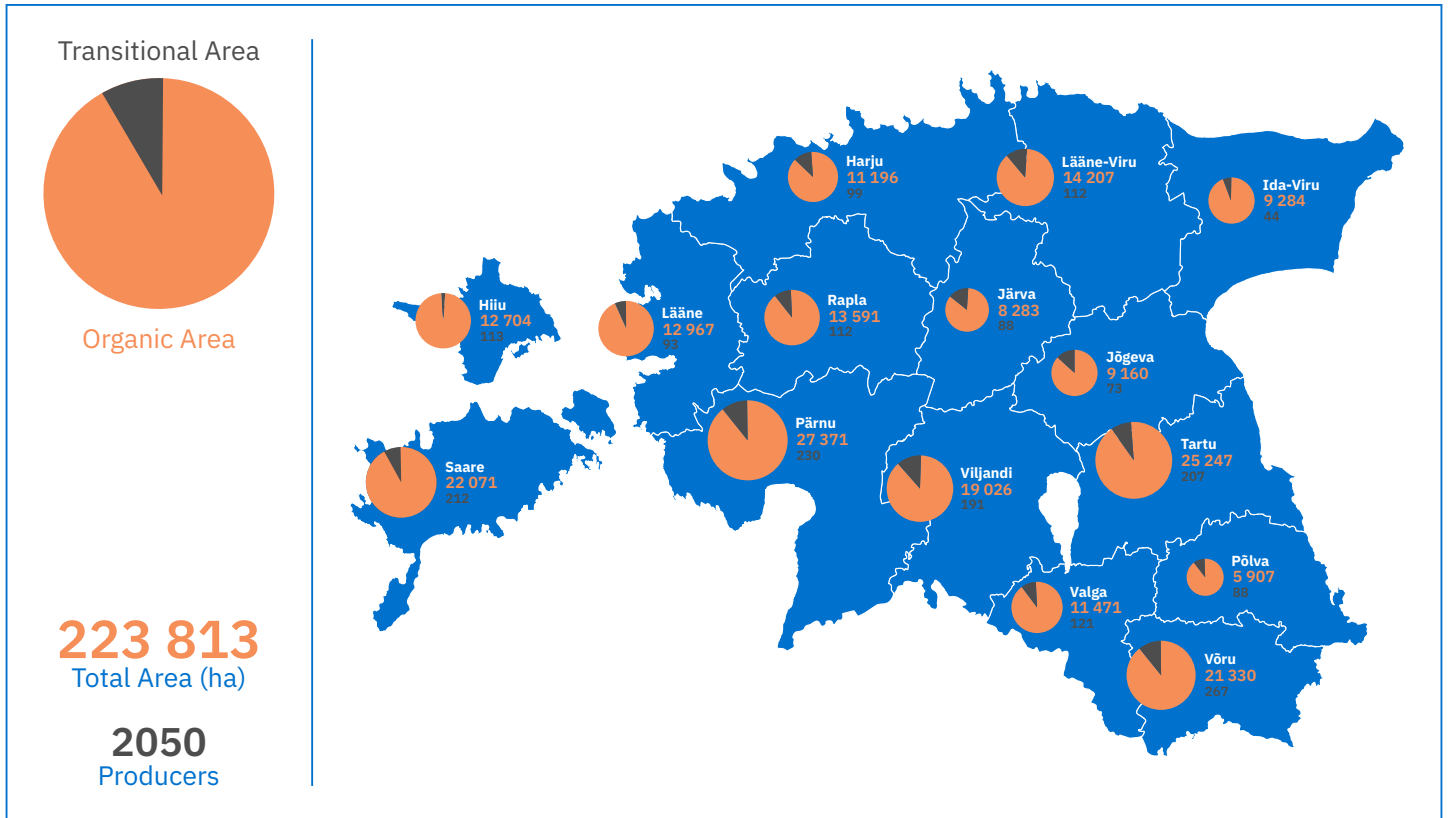 Transitional Area
Organic Area
223 813
Total Area (ha)
2050
Producers
Harju
11 196
99
Lääne-Viru
14 207
112
Ida-Viru
9 284
44
Hiiu
12 704
113
Lääne
12 967
93
Rapla
13 591
112
Järva
8 283
88
Jõgeva
9 160
73
Pärnu
27 371
230
Tartu
25 247
207
Saare
22 071
212
Viljandi
19 026
191
Põlva
5 907
88
Valga
11 471
121
Võru
21 330
267